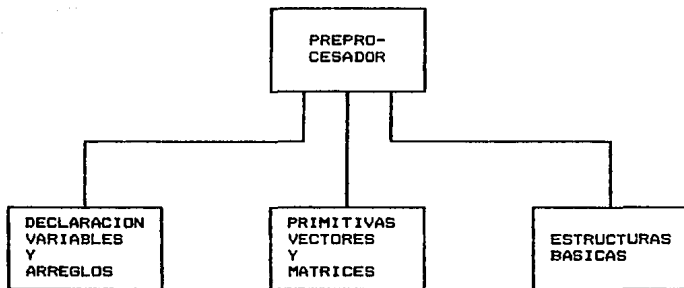 PREPRO-
CESADOR
DECLARACION
VARIABLES
Y
ARREGLOS
PRIMITIVAS
VECTORES
Y
MATRICES
ESTRUCTURAS
BASICAS